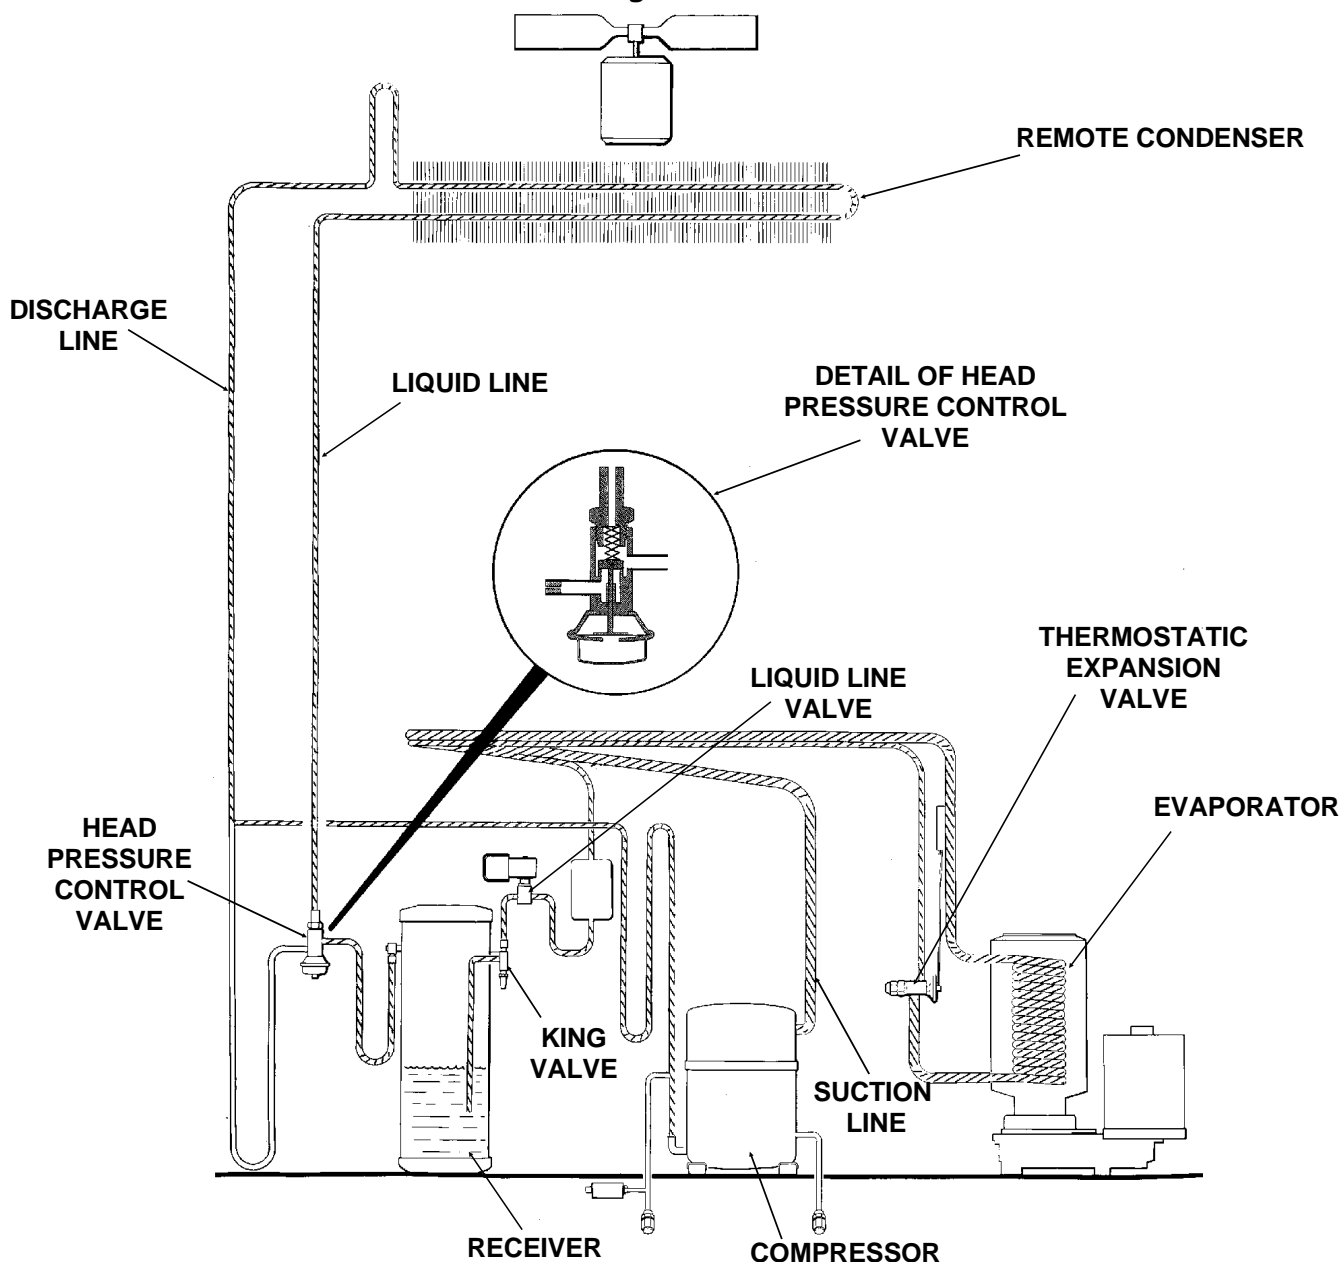 REMOTE CONDENSER
DISCHARGE
LINE
LIQUID LINE
DETAIL OF HEAD
PRESSURE CONTROL
VALVE
THERMOSTATIC
EXPANSION
VALVE
LIQUID LINE
VALVE
EVAPORATOR
HEAD
PRESSURE
CONTROL
VALVE
KING
VALVE
SUCTION
LINE
RECEIVER
COMPRESSOR